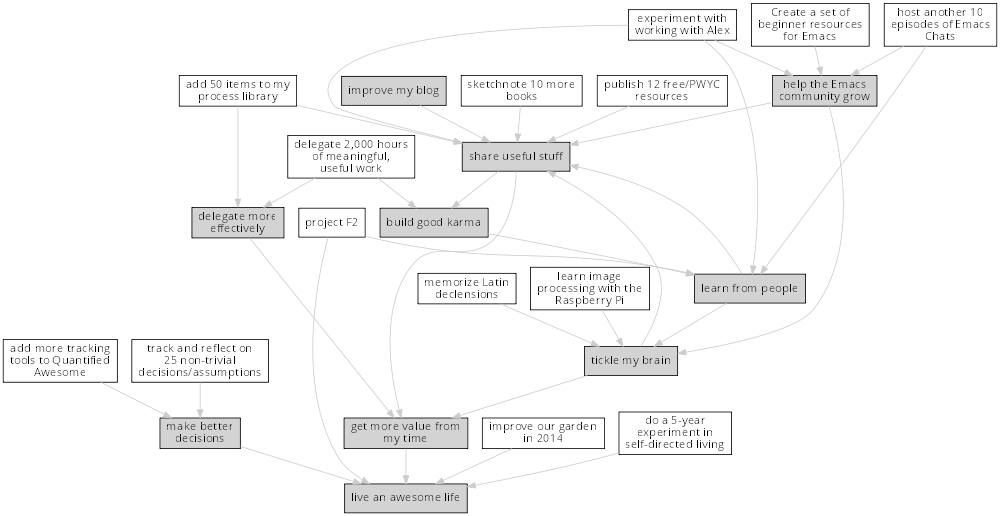 experiment with
working with Alex
Create a set of
beginner resources
for Emacs
host another 10
episodes of Emacs
Chats
add 50 items to my
process library
improve my blog
sketchnote 10 more
books
publish 12 free/PWYC
resources
help the Emacs
community grow
delegate 2,000 hours
of meaningful,
useful work
share useful stuff
delegate more
effectively
project F2
build good karma
memorize Latin
declensions
learn image
processing with the
Raspberry Pi
learn from people
add more tracking
tools to Quantified
Awesome
track and reflect on
25 non-trivial
decisions/assumptions
tickle my brain
make better
decisions
get more value from
my time
improve our garden
in 2014
do a 5-year
experiment in
self-directed living
live an awesome life